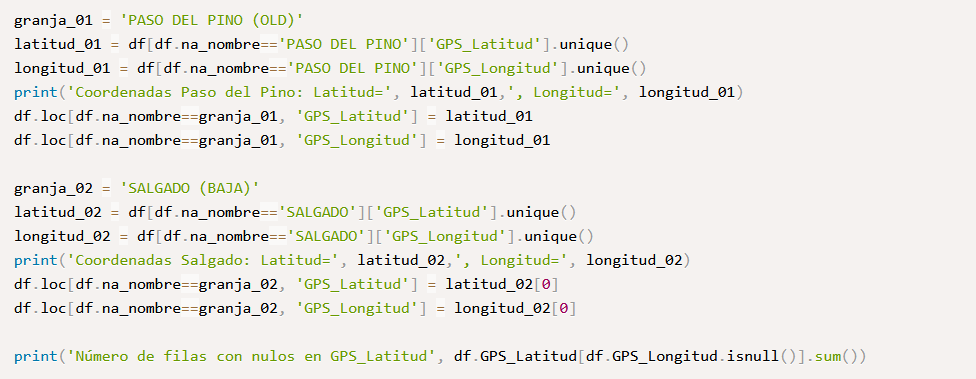 granja_01 = 'PASO DEL PINO (OLD)'
latitud_01 = df[df.na_nombre=='PASO DEL PINO']['GPS_Latitud'].unique()
longitud_01 = df[df.na_nombre=='PASO DEL PINO']['GPS_Longitud'].unique()
print('Coordenadas Paso del Pino: Latitud=', latitud_01,', Longitud=', longitud_01)
df.loc[df.na_nombre==granja_01, 'GPS_Latitud'] = latitud_01
df.loc[df.na_nombre==granja_01, 'GPS_Longitud'] = longitud_01

granja_02 = 'SALGADO (BAJA)'
latitud_02 = df[df.na_nombre=='SALGADO']['GPS_Latitud'].unique()
longitud_02 = df[df.na_nombre=='SALGADO']['GPS_Longitud'].unique()
print('Coordenadas Salgado: Latitud=', latitud_02,', Longitud=', longitud_02)
df.loc[df.na_nombre==granja_02, 'GPS_Latitud'] = latitud_02[0]
df.loc[df.na_nombre==granja_02, 'GPS_Longitud'] = longitud_02[0]

print('Número de filas con nulos en GPS_Latitud', df.GPS_Latitud[df.GPS_Longitud.isnull()].sum())